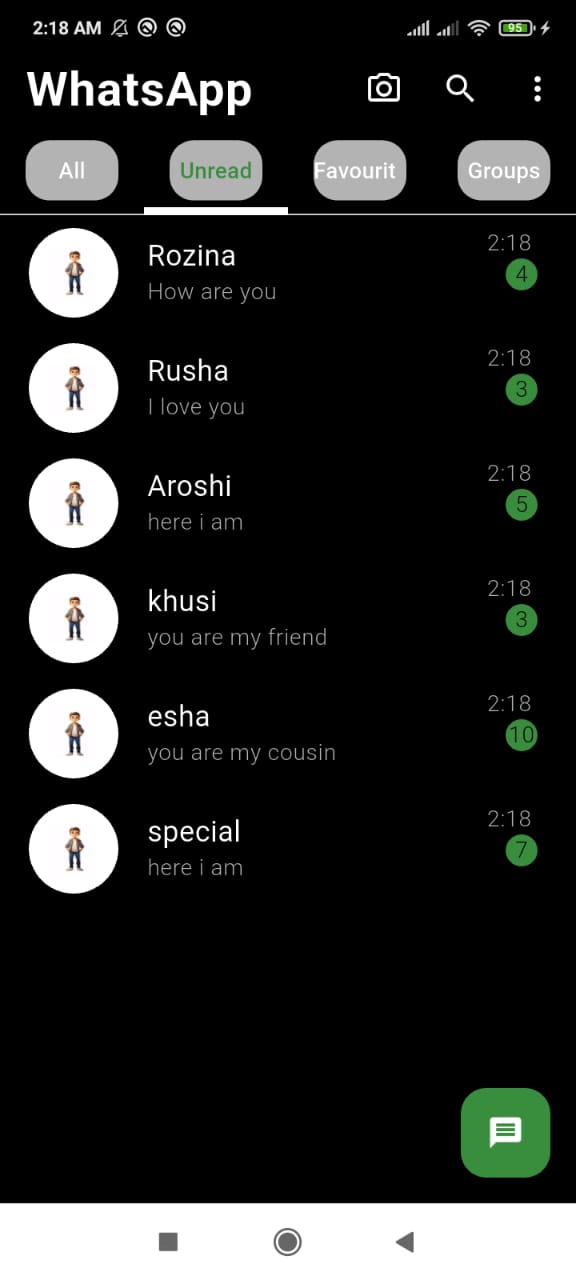 2:18 AM 95
WhatsApp
All Unread Favourit Groups
Rozina 2:18
How are you 4
Rusha 2:18
I love you 3
Aroshi 2:18
here i am 5
khusi 2:18
you are my friend 3
esha 2:18
you are my cousin 10
special 2:18
here i am 7